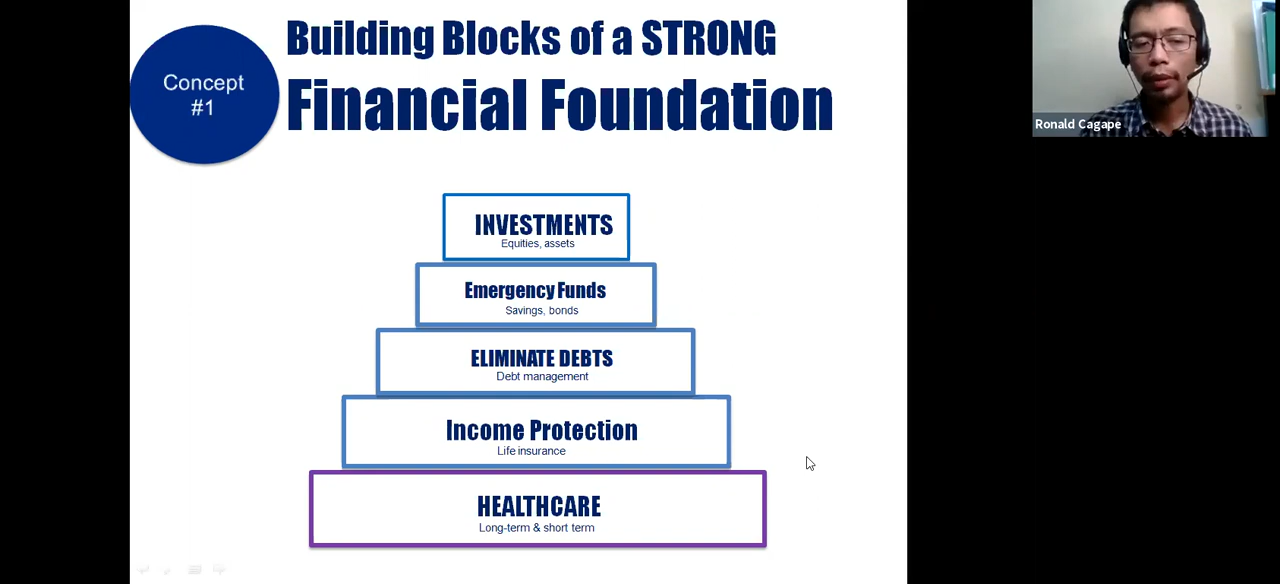 Concept
#1
Building Blocks of a STRONG
Financial Foundation
INVESTMENTS
Equities, assets
Emergency Funds
Savings, bonds
ELIMINATE DEBTS
Debt management
Income Protection
Life insurance
HEALTHCARE
Long-term & short term
Ronald Cagape